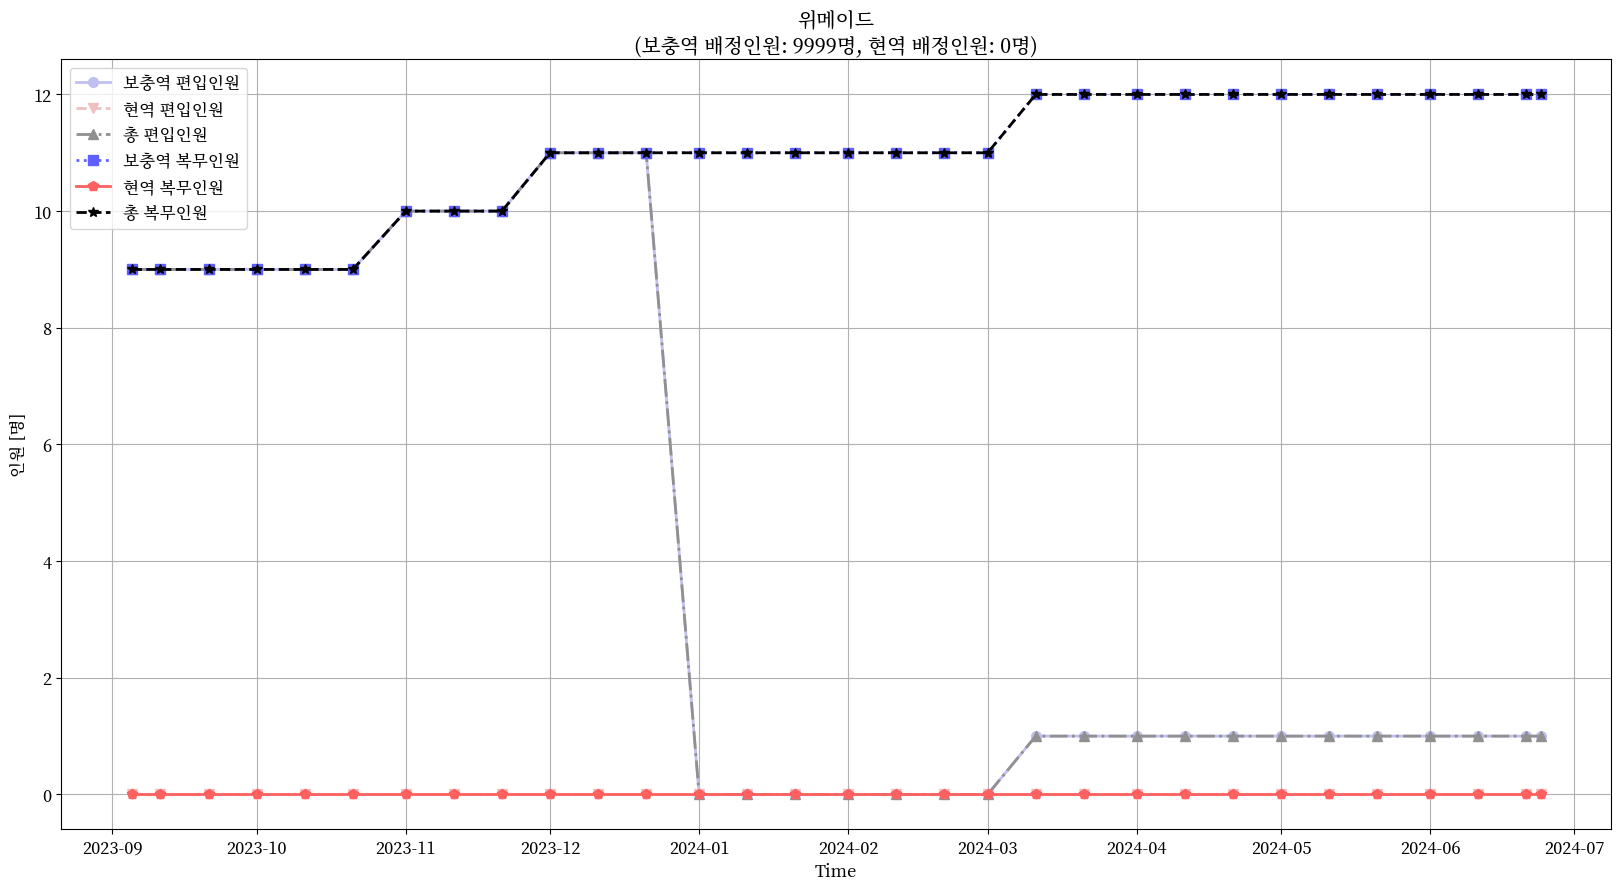 위메이드
(보충역 배정인원: 9999명, 현역 배정인원: 0명)
보충역 편입인원
현역 편입인원
총 편입인원
보충역 복무인원
현역 복무인원
총 복무인원
12
10
8
6
4
2
0
인원 [명]
2023-09
2023-10
2023-11
2023-12
2024-01
2024-02
2024-03
2024-04
2024-05
2024-06
2024-07
Time